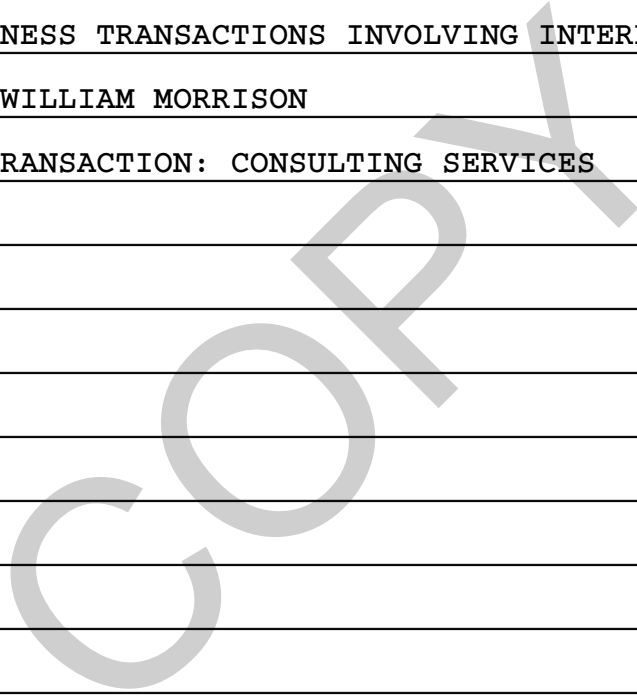 NESS TRANSACTIONS INVOLVING INTER
WILLIAM MORRISON
RANSACTION: CONSULTING SERVICES
COPY